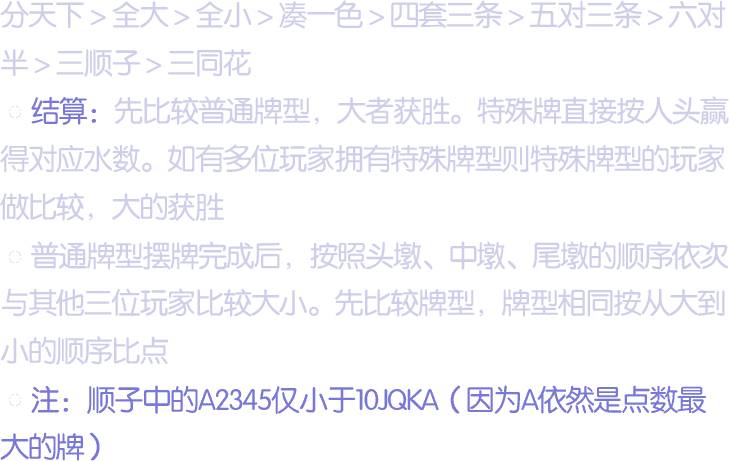 分天下＞全大＞全小＞凑一色＞四套三条＞五对三条＞六对
半＞三顺子＞三同花
结算：先比较普通牌型，大者获胜。特殊牌直接按人头赢
得对应水数。如有多位玩家拥有特殊牌型则特殊牌型的玩家
做比较，大的获胜
普通牌型摆牌完成后，按照头墩、中墩、尾墩的顺序依次
与其他三位玩家比较大小。先比较牌型，牌型相同按从大到
小的顺序比点
注：顺子中的A2345仅小于10JQKA（因为A依然是点数最
大的牌）